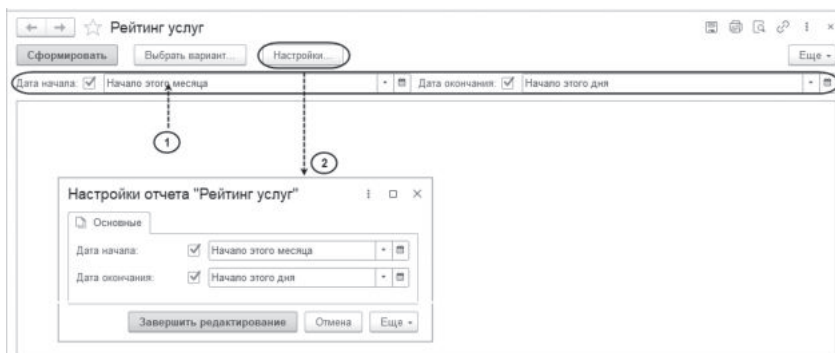 Рейтинг услуг
Сформировать Выбрать вариант... Настройки... Еще
Дата начала: Начало этого месяца Дата окончания: Начало этого дня
1
2
Настройки отчета "Рейтинг услуг"
Основные
Дата начала: Начало этого месяца
Дата окончания: Начало этого дня
Завершить редактирование Отмена Еще